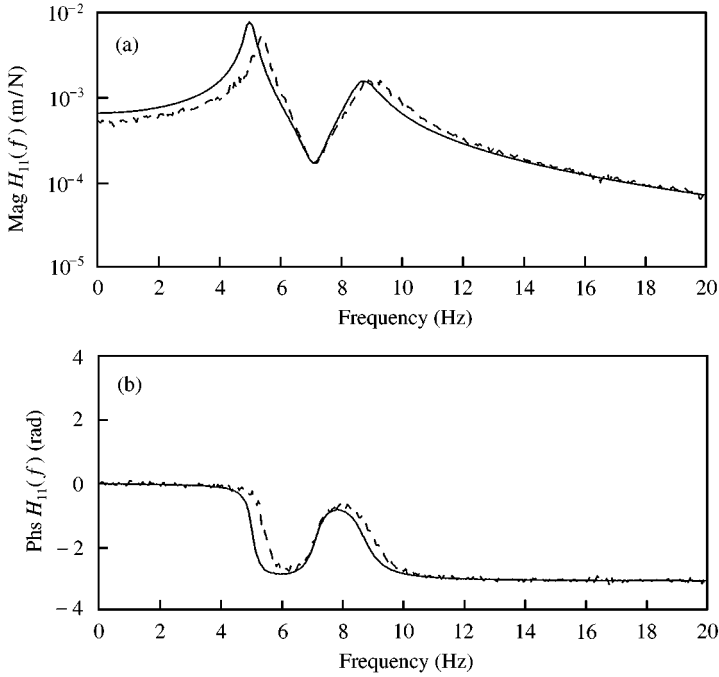 10⁻²
(a)
10⁻³
10⁻⁴
10⁻⁵
Mag H₁₁(f) (m/N)
0 2 4 6 8 10 12 14 16 18 20
Frequency (Hz)
4
(b)
2
0
−2
−4
Phs H₁₁(f) (rad)
0 2 4 6 8 10 12 14 16 18 20
Frequency (Hz)